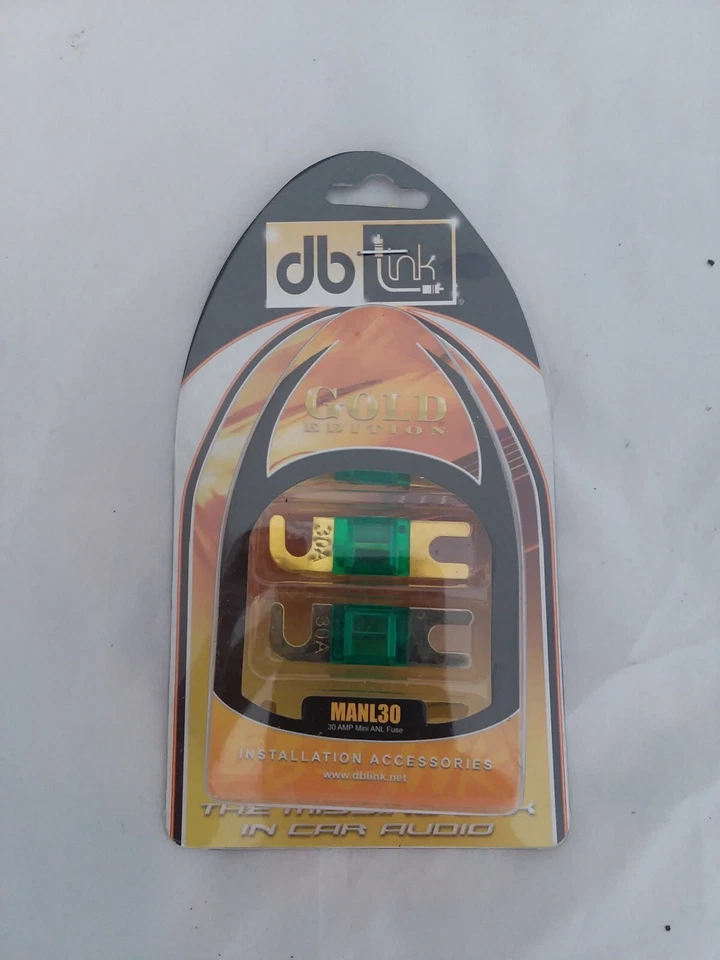 db link
®
GOLD
EDITION
30A
30A
MANL30
30 AMP Mini ANL Fuse
INSTALLATION ACCESSORIES
www.dblink.net
THE
IN CAR AUDIO